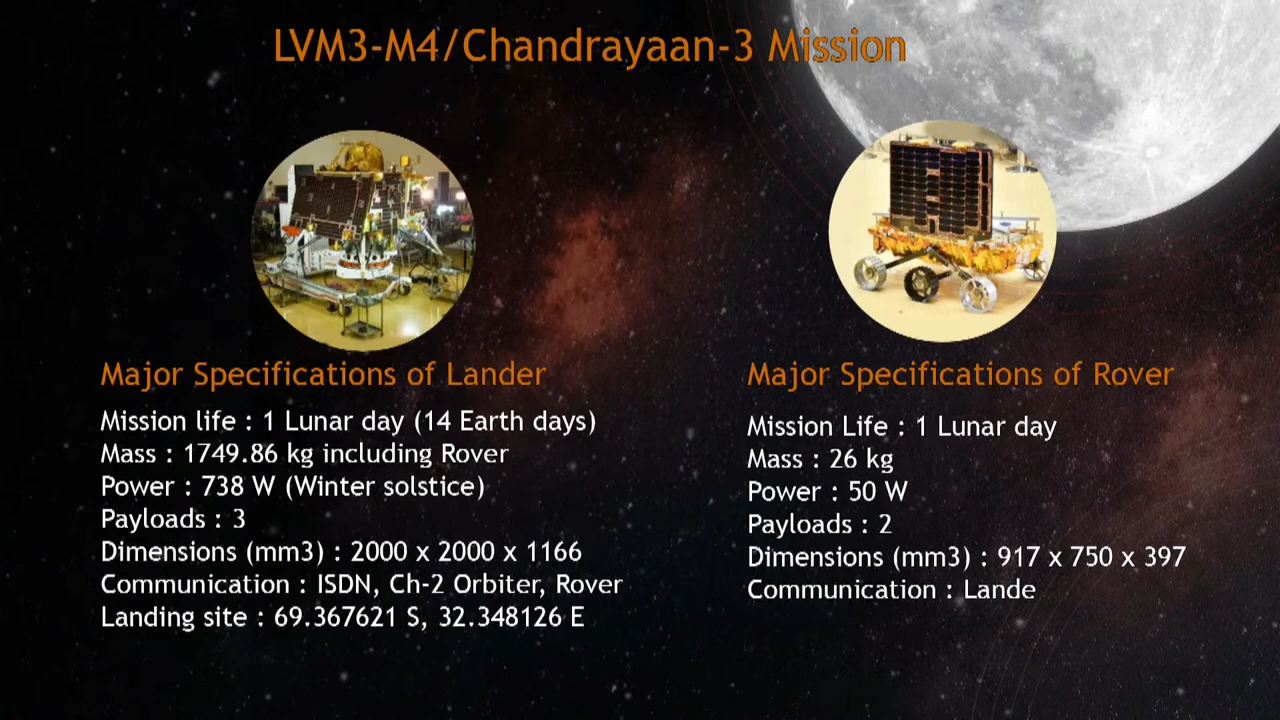 LVM3-M4/Chandrayaan-3 Mission
Major Specifications of Lander
Mission life : 1 Lunar day (14 Earth days)
Mass : 1749.86 kg including Rover
Power : 738 W (Winter solstice)
Payloads : 3
Dimensions (mm3) : 2000 x 2000 x 1166
Communication : ISDN, Ch-2 Orbiter, Rover
Landing site : 69.367621 S, 32.348126 E
Major Specifications of Rover
Mission Life : 1 Lunar day
Mass : 26 kg
Power : 50 W
Payloads : 2
Dimensions (mm3) : 917 x 750 x 397
Communication : Lande